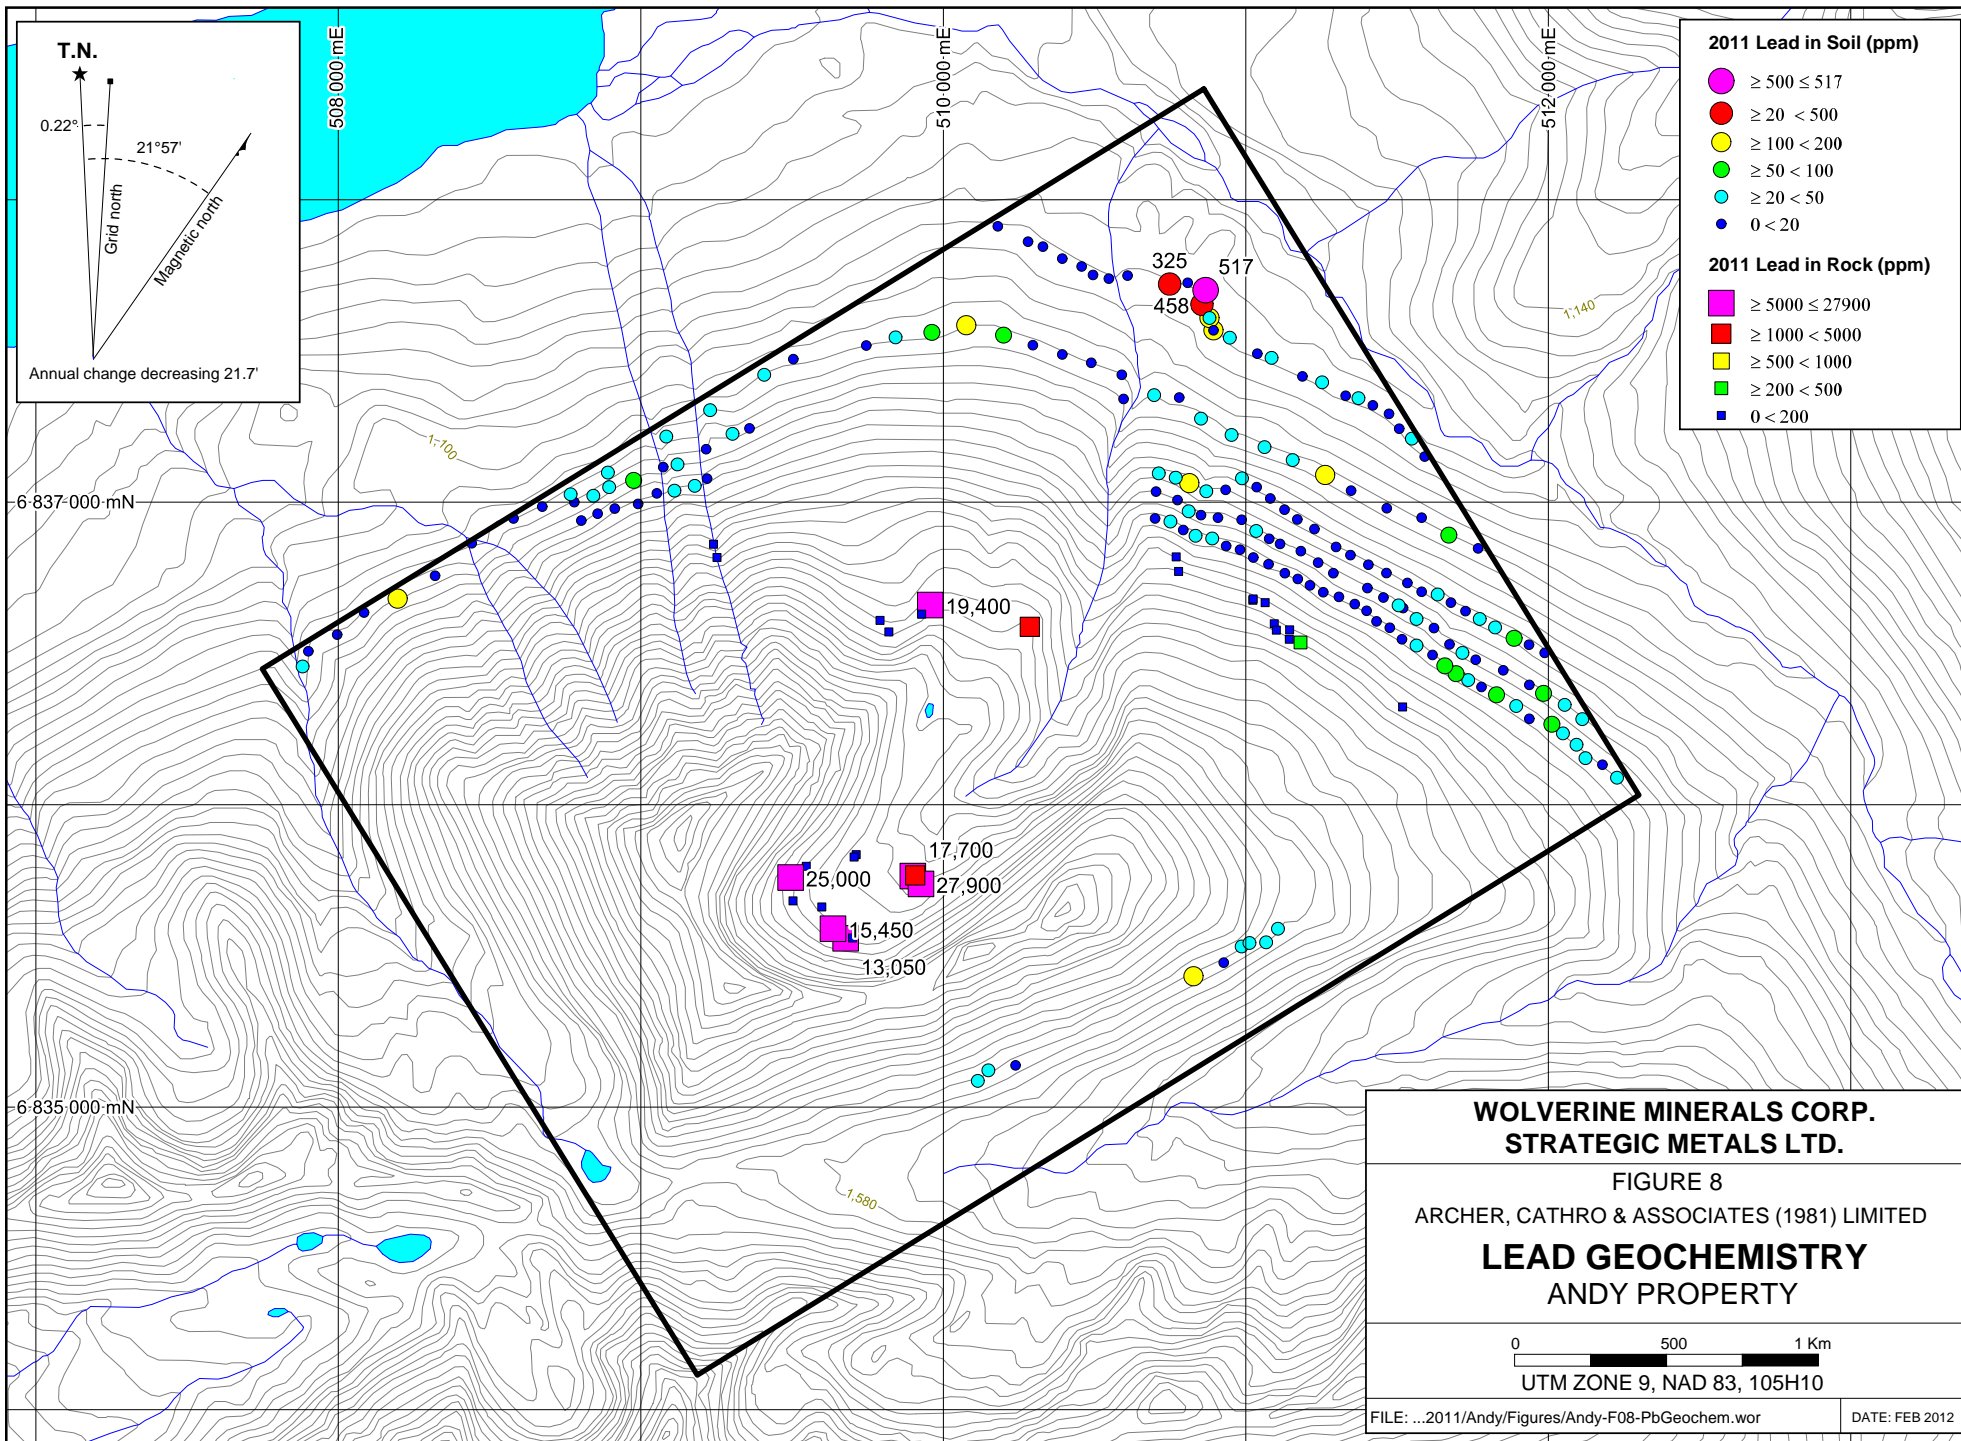 T.N.
0.22°
21°57'
Grid north
Magnetic north
Annual change decreasing 21.7'
508 000 mE
510 000 mE
512 000 mE
2011 Lead in Soil (ppm)
≥ 500 ≤ 517
≥ 20 < 500
≥ 100 < 200
≥ 50 < 100
≥ 20 < 50
0 < 20
2011 Lead in Rock (ppm)
≥ 5000 ≤ 27900
≥ 1000 < 5000
≥ 500 < 1000
≥ 200 < 500
0 < 200
325
517
458
1,140
1,100
6 837 000 mN
19,400
17,700
25,000
27,900
15,450
13,050
6 835 000 mN
1,580
WOLVERINE MINERALS CORP.
STRATEGIC METALS LTD.
FIGURE 8
ARCHER, CATHRO & ASSOCIATES (1981) LIMITED
LEAD GEOCHEMISTRY
ANDY PROPERTY
0 500 1 Km
UTM ZONE 9, NAD 83, 105H10
FILE: ...2011/Andy/Figures/Andy-F08-PbGeochem.wor
DATE: FEB 2012